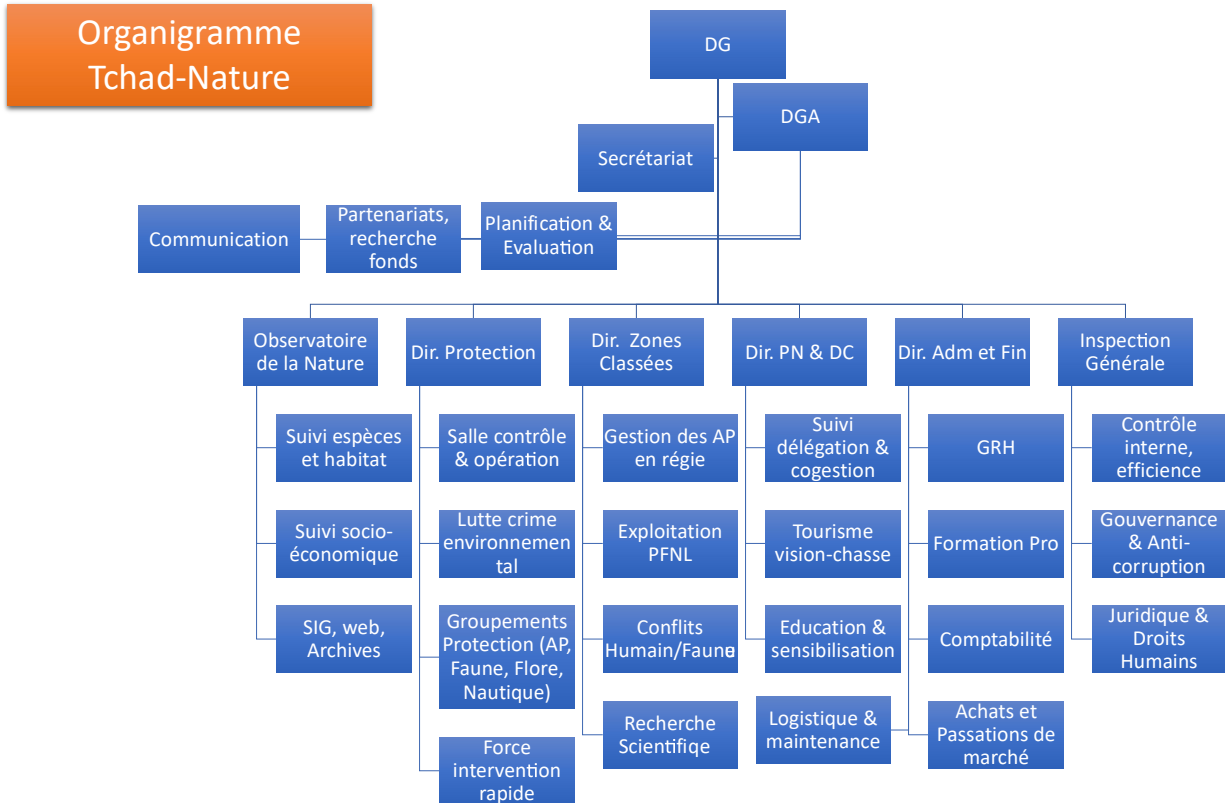 Organigramme
Tchad-Nature
DG
DGA
Secrétariat
Communication
Partenariats,
recherche
fonds
Planification &
Evaluation
Observatoire
de la Nature
Dir. Protection
Dir. Zones
Classées
Dir. PN & DC
Dir. Adm et Fin
Inspection
Générale
Suivi espèces
et habitat
Salle contrôle
& opération
Gestion des AP
en régie
Suivi
délégation &
cogestion
GRH
Contrôle
interne,
efficience
Suivi socio-
économique
Lutte crime
environnemen
tal
Exploitation
PFNL
Tourisme
vision-chasse
Formation Pro
Gouvernance
& Anti-
corruption
SIG, web,
Archives
Groupements
Protection (AP,
Faune, Flore,
Nautique)
Conflits
Humain/Faune
Education &
sensibilisation
Comptabilité
Juridique &
Droits
Humains
Force
intervention
rapide
Recherche
Scientifiqe
Logistique &
maintenance
Achats et
Passations de
marché